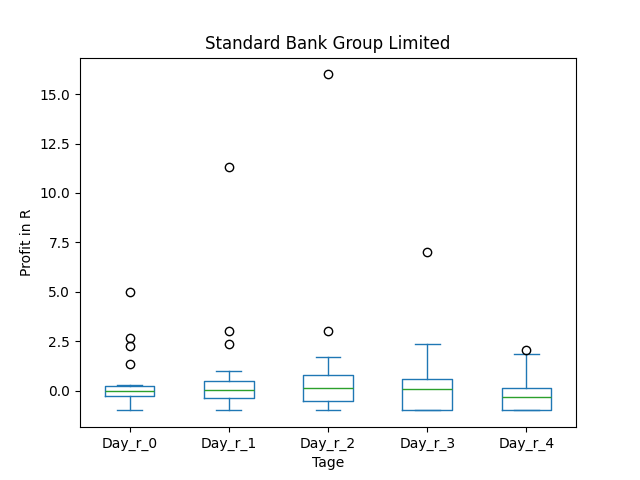 Standard Bank Group Limited
Profit in R
15.0
12.5
10.0
7.5
5.0
2.5
0.0
Day_r_0 Day_r_1 Day_r_2 Day_r_3 Day_r_4
Tage